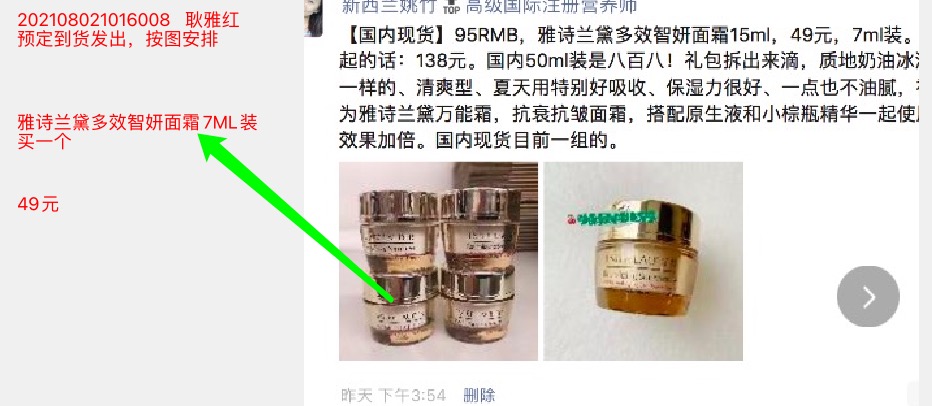 202108021016008 耿雅红
预定到货发出，按图安排
雅诗兰黛多效智妍面霜7ML装
买一个
49元
新西兰姚竹 TOP 高级国际注册营养师
【国内现货】95RMB，雅诗兰黛多效智妍面霜15ml，49元，7ml装。
起的话：138元。国内50ml装是八百八！礼包拆出来滴，质地奶油冰
一样的、清爽型、夏天用特别好吸收、保湿力很好、一点也不油腻，
为雅诗兰黛万能霜，抗衰抗皱面霜，搭配原生液和小棕瓶精华一起使
效果加倍。国内现货目前一组的。
昨天 下午3:54 删除